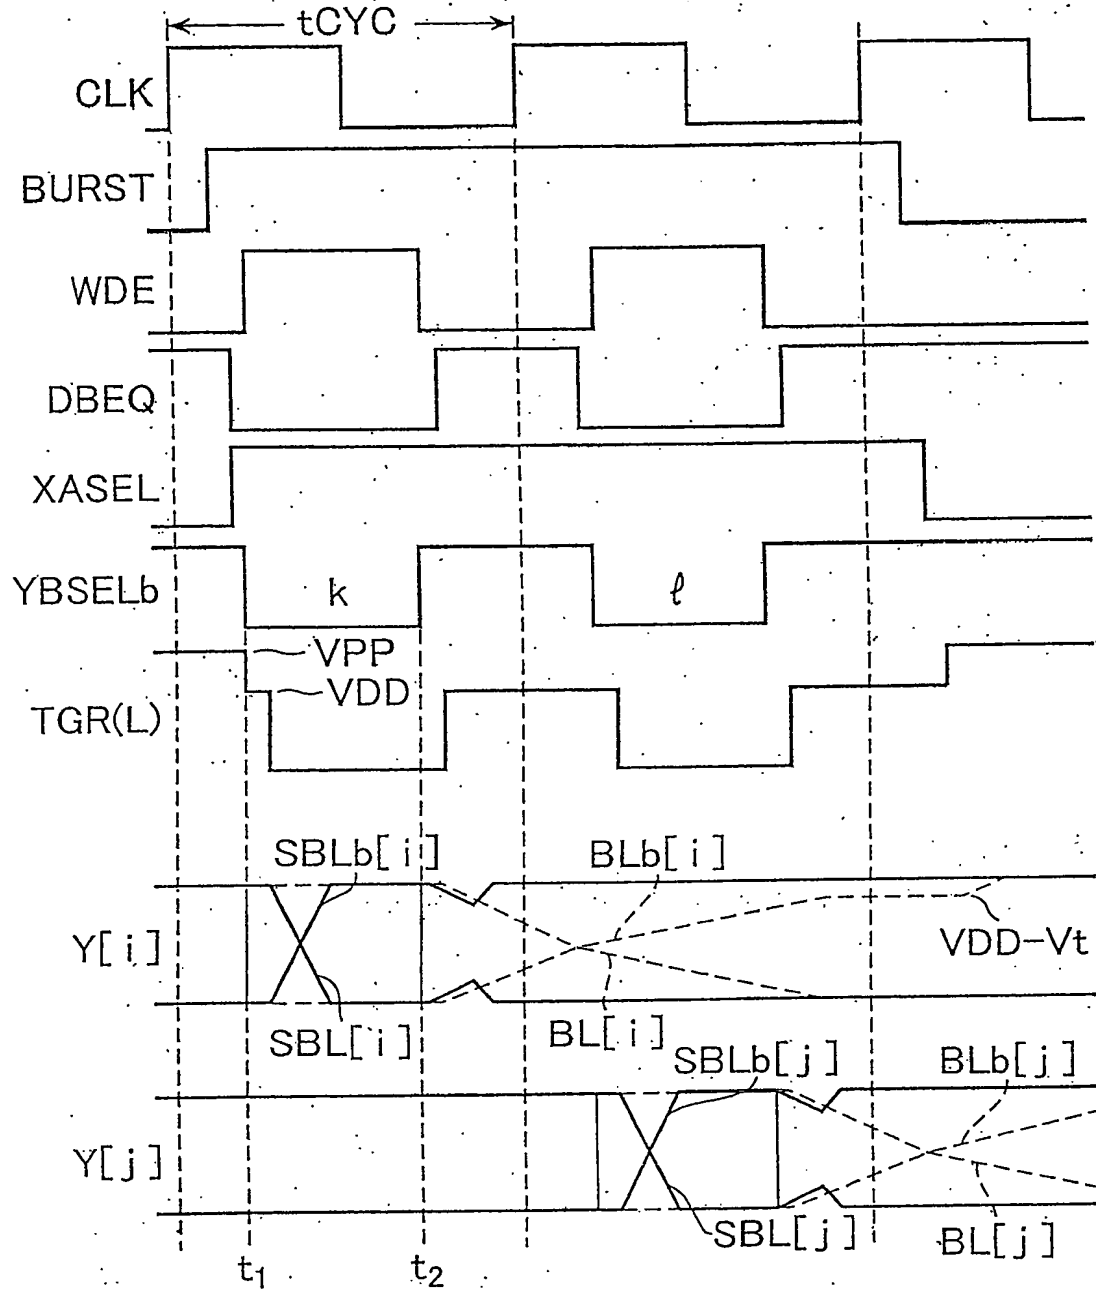 tCYC
CLK
BURST
WDE
DBEQ
XASEL
YBSELb
k
ℓ
VPP
VDD
TGR(L)
SBLb[i]
BLb[i]
Y[i]
VDD-Vt
SBL[i]
BL[i]
SBLb[j]
BLb[j]
Y[j]
SBL[j]
BL[j]
t1
t2